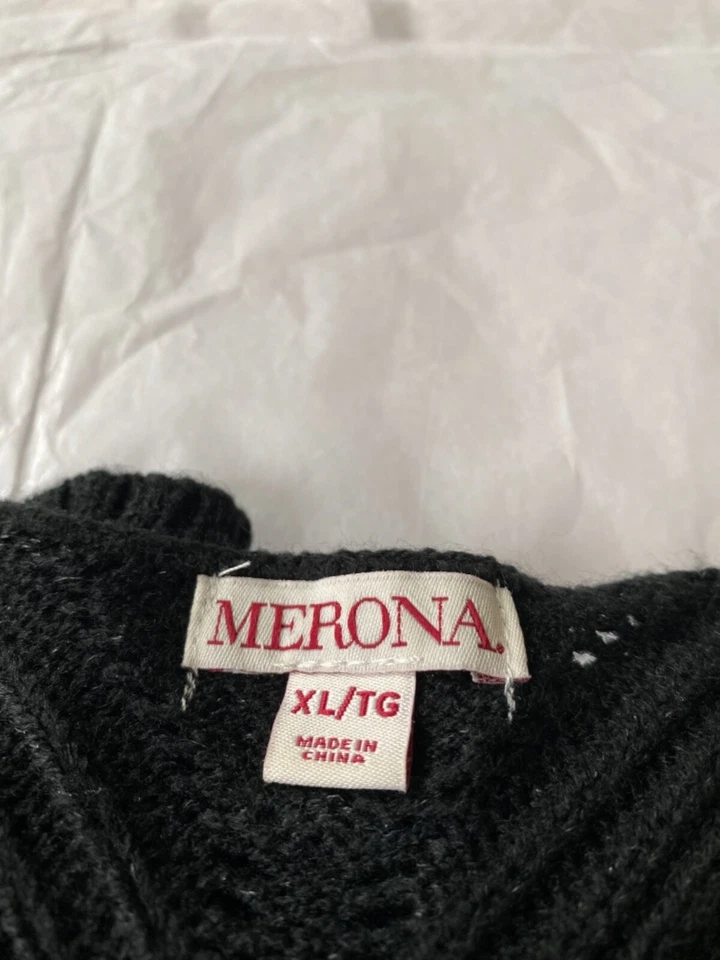 MERONA.
XL/TG
MADE IN
CHINA